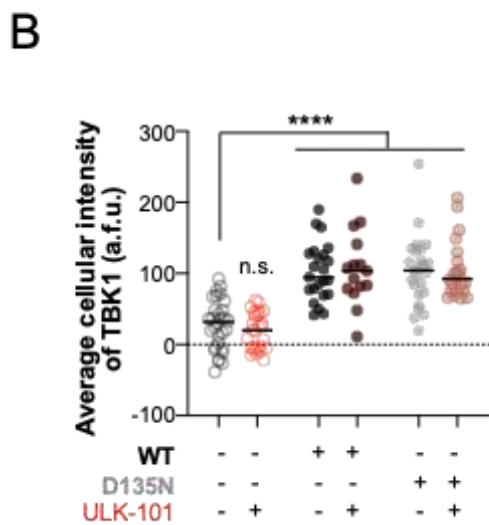 B
****
300
200
100
0
-100
n.s.
Average cellular intensity
of TBK1 (a.f.u.)
WT - - + + - -
D135N - - - - + +
ULK-101 - + - + - +